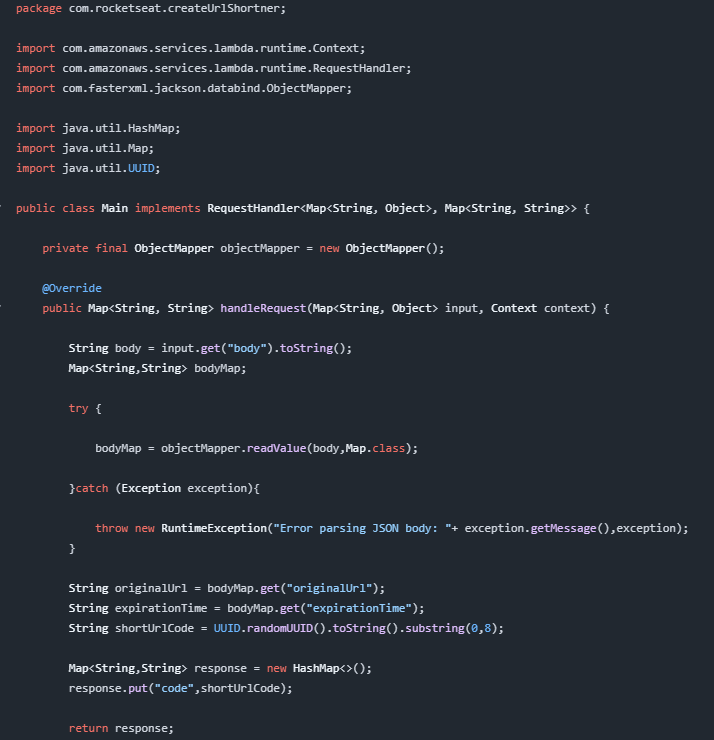 package com.rocketseat.createUrlShortner;
import com.amazonaws.services.lambda.runtime.Context;
import com.amazonaws.services.lambda.runtime.RequestHandler;
import com.fasterxml.jackson.databind.ObjectMapper;
import java.util.HashMap;
import java.util.Map;
import java.util.UUID;
public class Main implements RequestHandler<Map<String, Object>, Map<String, String>> {
private final ObjectMapper objectMapper = new ObjectMapper();
@Override
public Map<String, String> handleRequest(Map<String, Object> input, Context context) {
String body = input.get("body").toString();
Map<String,String> bodyMap;
try {
bodyMap = objectMapper.readValue(body,Map.class);
}catch (Exception exception){
throw new RuntimeException("Error parsing JSON body: "+ exception.getMessage(),exception);
}
String originalUrl = bodyMap.get("originalUrl");
String expirationTime = bodyMap.get("expirationTime");
String shortUrlCode = UUID.randomUUID().toString().substring(0,8);
Map<String,String> response = new HashMap<>();
response.put("code",shortUrlCode);
return response;